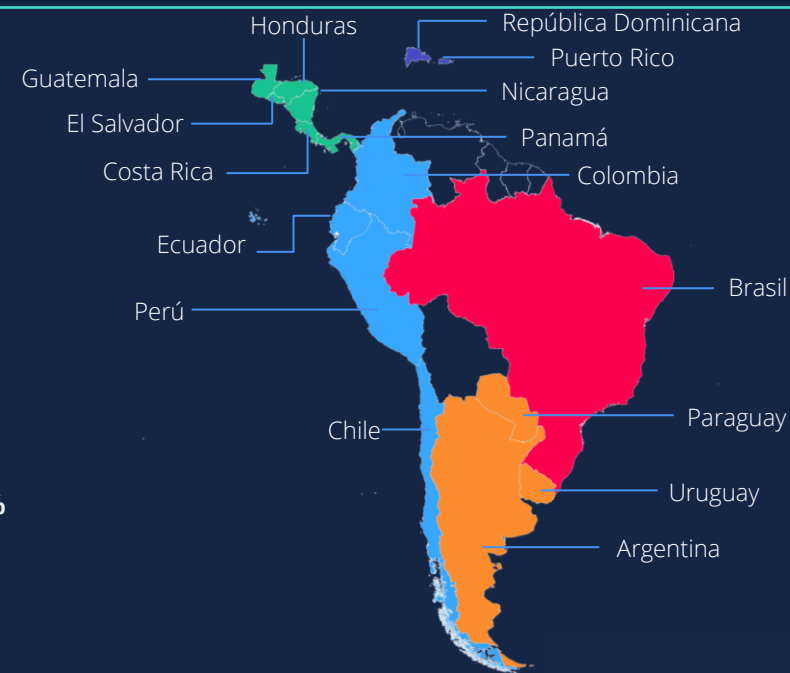 Honduras
República Dominicana
Puerto Rico
Guatemala
Nicaragua
El Salvador
Panamá
Costa Rica
Colombia
Ecuador
Brasil
Perú
Paraguay
Chile
%
Uruguay
Argentina